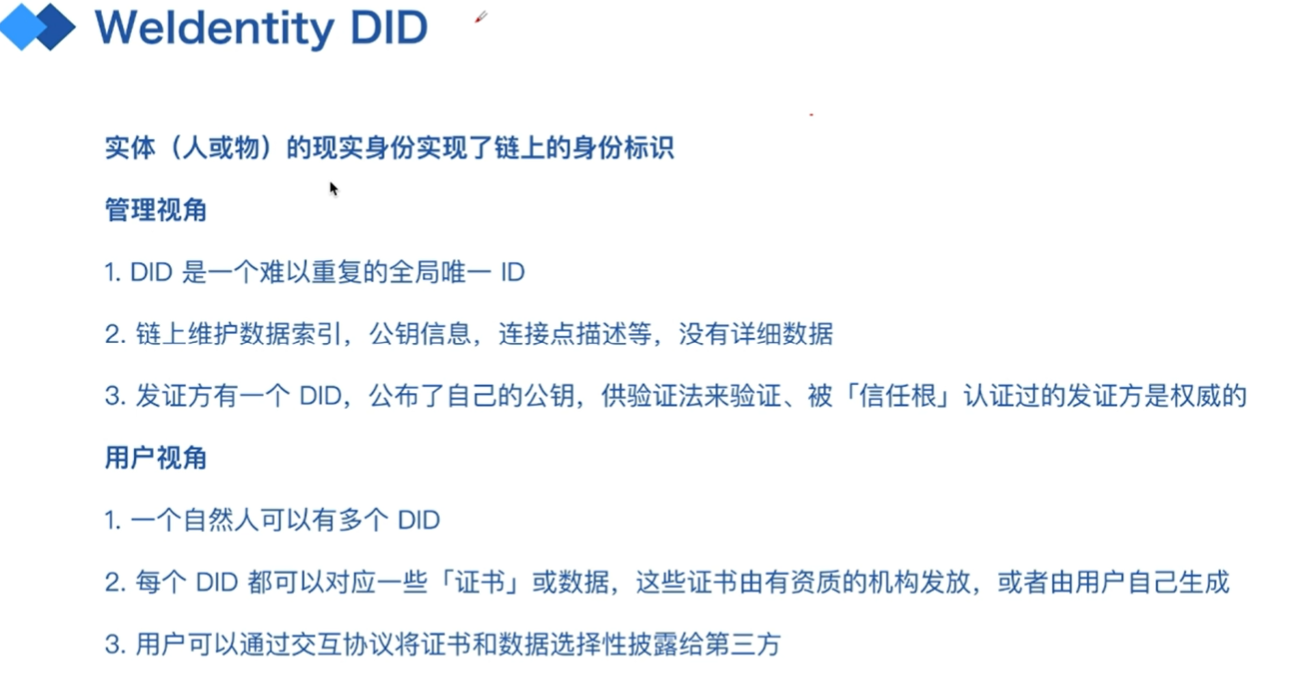 WeIdentity DID
实体（人或物）的现实身份实现了链上的身份标识
管理视角
1. DID 是一个难以重复的全局唯一 ID
2. 链上维护数据索引，公钥信息，连接点描述等，没有详细数据
3. 发证方有一个 DID，公布了自己的公钥，供验证法来验证、被「信任根」认证过的发证方是权威的
用户视角
1. 一个自然人可以有多个 DID
2. 每个 DID 都可以对应一些「证书」或数据，这些证书由有资质的机构发放，或者由用户自己生成
3. 用户可以通过交互协议将证书和数据选择性披露给第三方